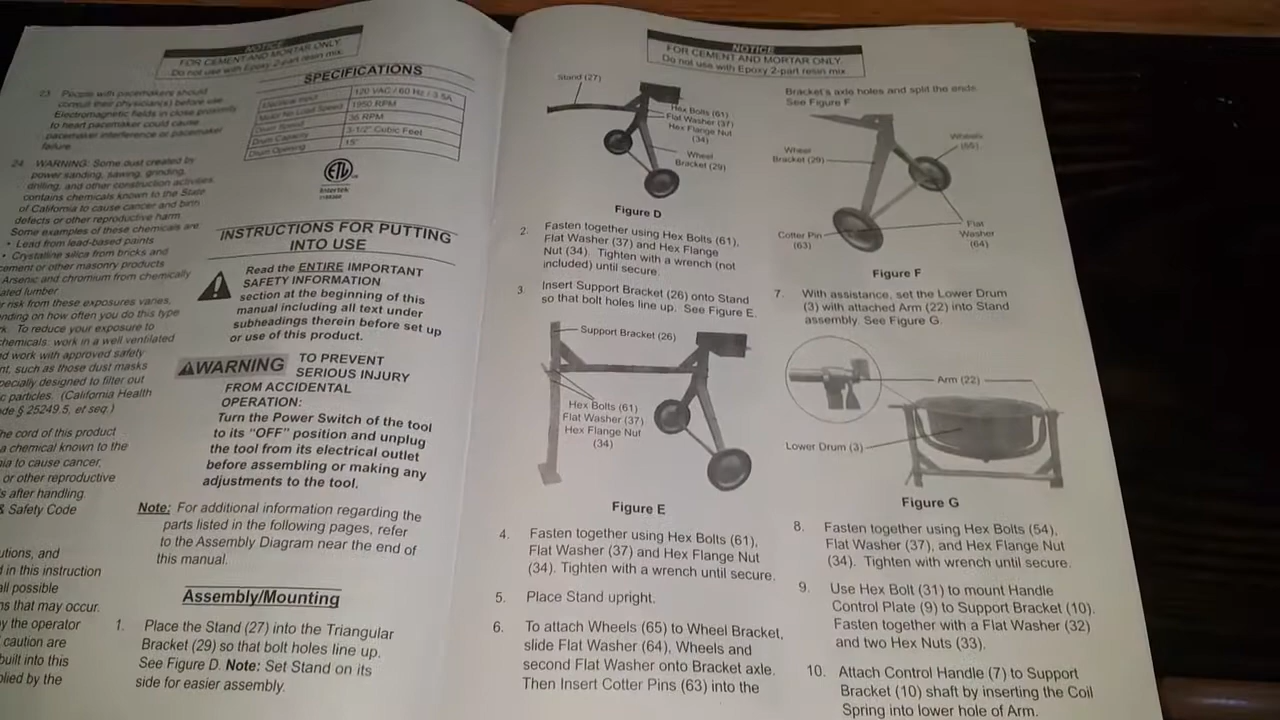 NOTICE
FOR CEMENT AND MORTAR ONLY.
Do not use with Epoxy 2-part resin mix.
23. People with pacemakers should
consult their physician(s) before use.
Electromagnetic fields in close proximity
to heart pacemaker could cause
pacemaker interference or pacemaker
failure.
24. WARNING: Some dust created by
power sanding, sawing, grinding,
drilling, and other construction activities,
contains chemicals known to the State
of California to cause cancer and birth
defects or other reproductive harm.
Some examples of these chemicals are:
• Lead from lead-based paints
• Crystalline silica from bricks and
cement or other masonry products
Arsenic and chromium from chemically
lumber
risk from these exposures varies,
depending on how often you do this type
To reduce your exposure to
chemicals: work in a well ventilated
work with approved safety
such as those dust masks
specially designed to filter out
particles. (California Health
§ 25249.5, et seq.)
The cord of this product
a chemical known to the
to cause cancer,
or other reproductive
after handling.
& Safety Code
and
in this instruction
all possible
that may occur.
by the operator
caution are
built into this
by the
SPECIFICATIONS
Electrical Input 120 VAC / 60 Hz / 3.5A
Motor No Load Speed 1950 RPM
Drum Speed 36 RPM
Drum Capacity 3-1/2" Cubic Feet
Drum Opening 15"
ETL
Intertek
INSTRUCTIONS FOR PUTTING
INTO USE
Read the ENTIRE IMPORTANT
SAFETY INFORMATION
section at the beginning of this
manual including all text under
subheadings therein before set up
or use of this product.
WARNING TO PREVENT
SERIOUS INJURY
FROM ACCIDENTAL
OPERATION:
Turn the Power Switch of the tool
to its "OFF" position and unplug
the tool from its electrical outlet
before assembling or making any
adjustments to the tool.
Note: For additional information regarding the
parts listed in the following pages, refer
to the Assembly Diagram near the end of
this manual.
Assembly/Mounting
1. Place the Stand (27) into the Triangular
Bracket (29) so that bolt holes line up.
See Figure D. Note: Set Stand on its
side for easier assembly.
NOTICE
FOR CEMENT AND MORTAR ONLY.
Do not use with Epoxy 2-part resin mix
Stand (27)
Hex Bolts (61)
Flat Washer (37)
Hex Flange Nut
(34)
Wheel
Bracket (29)
Figure D
2. Fasten together using Hex Bolts (61),
Flat Washer (37) and Hex Flange
Nut (34). Tighten with a wrench (not
included) until secure.
3. Insert Support Bracket (26) onto Stand
so that bolt holes line up. See Figure E.
Support Bracket (26)
Hex Bolts (61)
Flat Washer (37)
Hex Flange Nut
(34)
Figure E
4. Fasten together using Hex Bolts (61),
Flat Washer (37) and Hex Flange Nut
(34). Tighten with a wrench until secure.
5. Place Stand upright.
6. To attach Wheels (65) to Wheel Bracket,
slide Flat Washer (64), Wheels and
second Flat Washer onto Bracket axle.
Then Insert Cotter Pins (63) into the
Bracket's axle holes and split the ends.
See Figure F
Wheels
(65)
Wheel
Bracket (29)
Cotter Pin
(63)
Flat
Washer
(64)
Figure F
7. With assistance, set the Lower Drum
(3) with attached Arm (22) into Stand
assembly. See Figure G.
Arm (22)
Lower Drum (3)
Figure G
8. Fasten together using Hex Bolts (54),
Flat Washer (37), and Hex Flange Nut
(34). Tighten with wrench until secure.
9. Use Hex Bolt (31) to mount Handle
Control Plate (9) to Support Bracket (10).
Fasten together with a Flat Washer (32)
and two Hex Nuts (33).
10. Attach Control Handle (7) to Support
Bracket (10) shaft by inserting the Coil
Spring into lower hole of Arm.